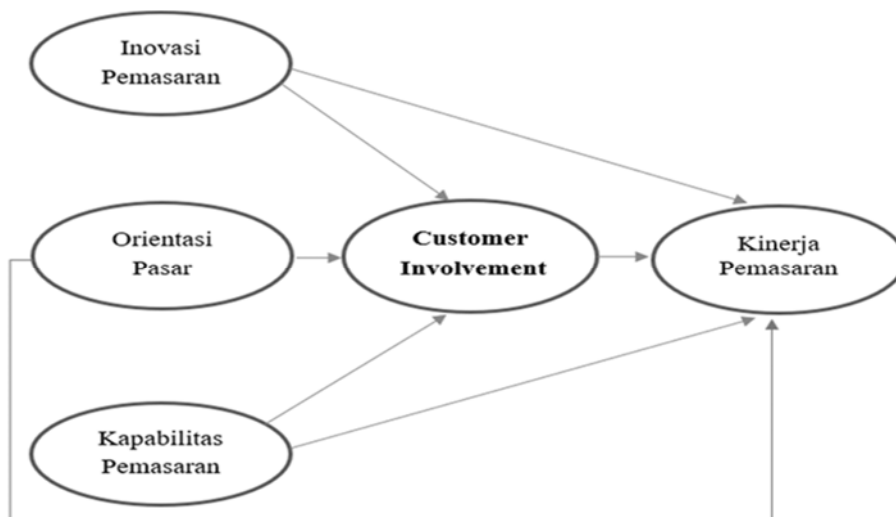 Inovasi
Pemasaran
Orientasi
Pasar
Customer
Involvement
Kinerja
Pemasaran
Kapabilitas
Pemasaran